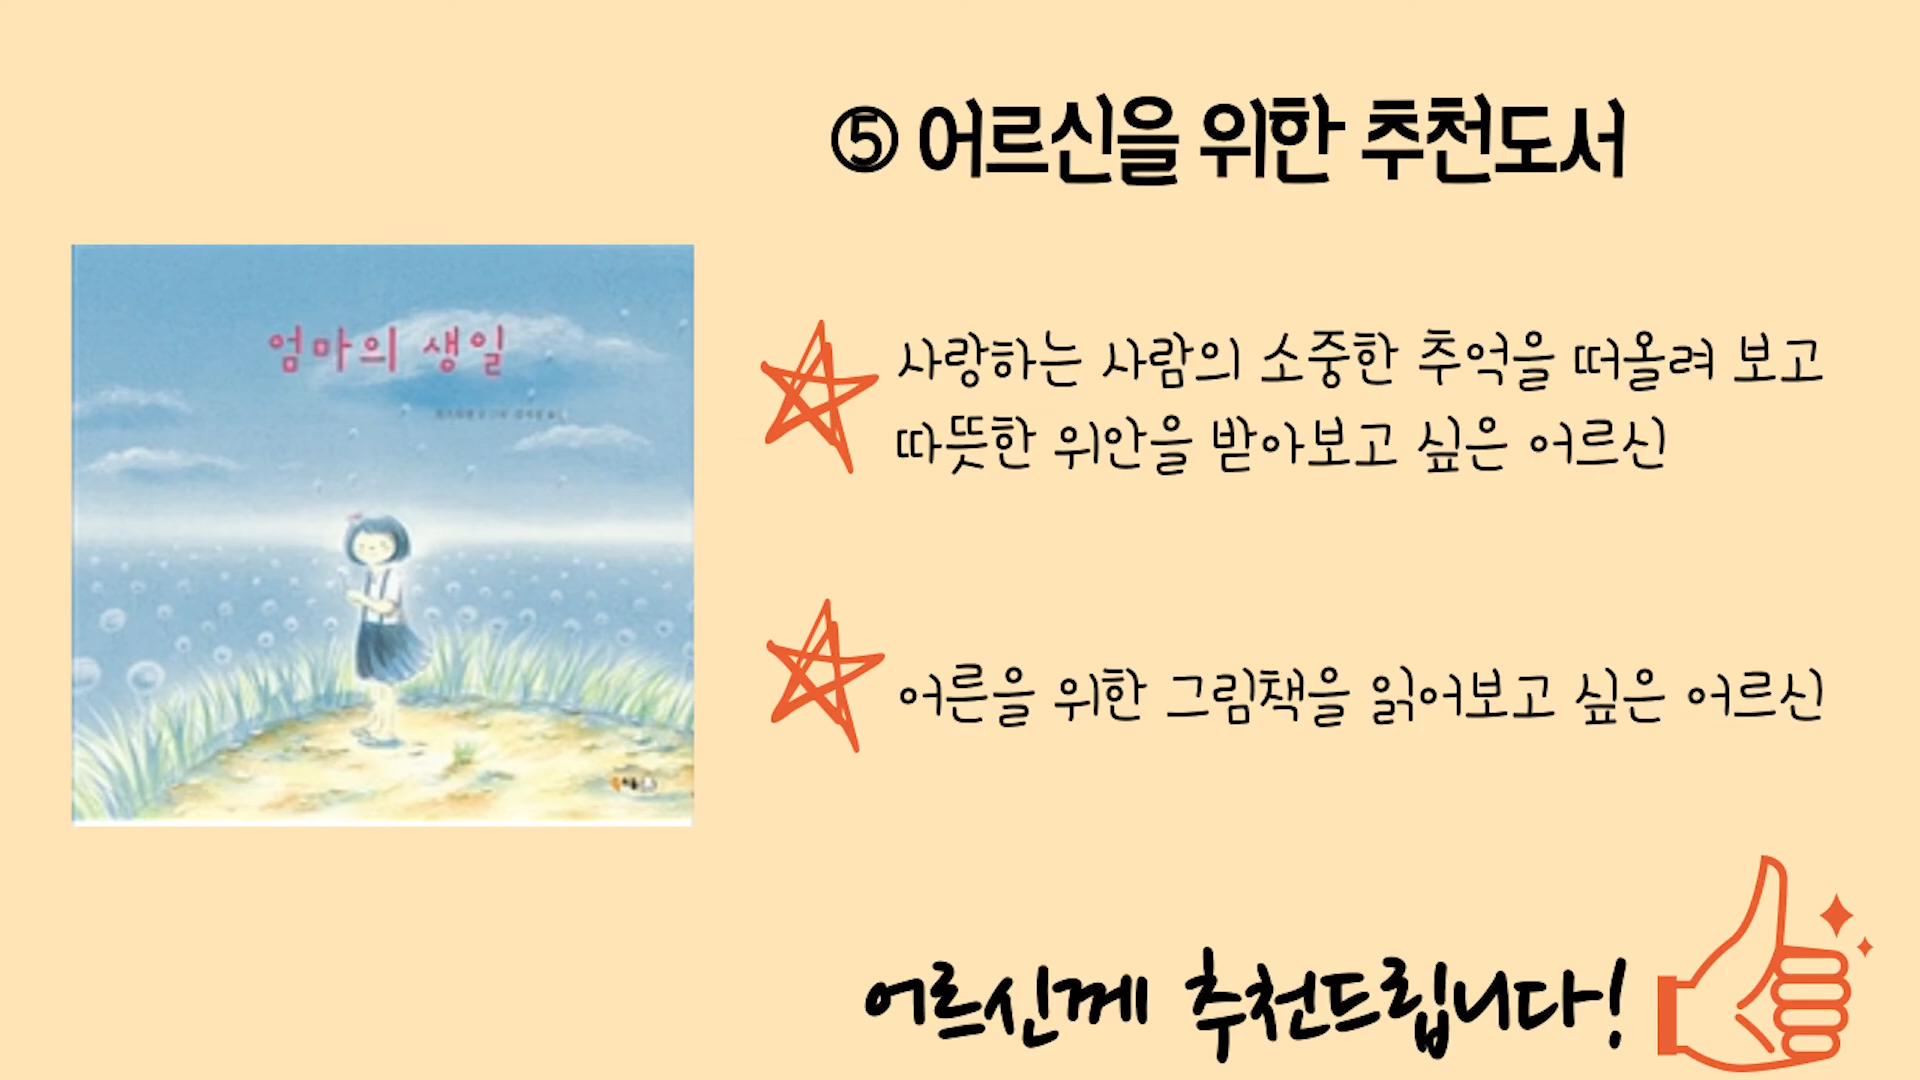 ⑤ 어르신을 위한 추천도서
엄마의 생일
사랑하는 사람의 소중한 추억을 떠올려 보고
따뜻한 위안을 받아보고 싶은 어르신
어른을 위한 그림책을 읽어보고 싶은 어르신
어르신께 추천드립니다!